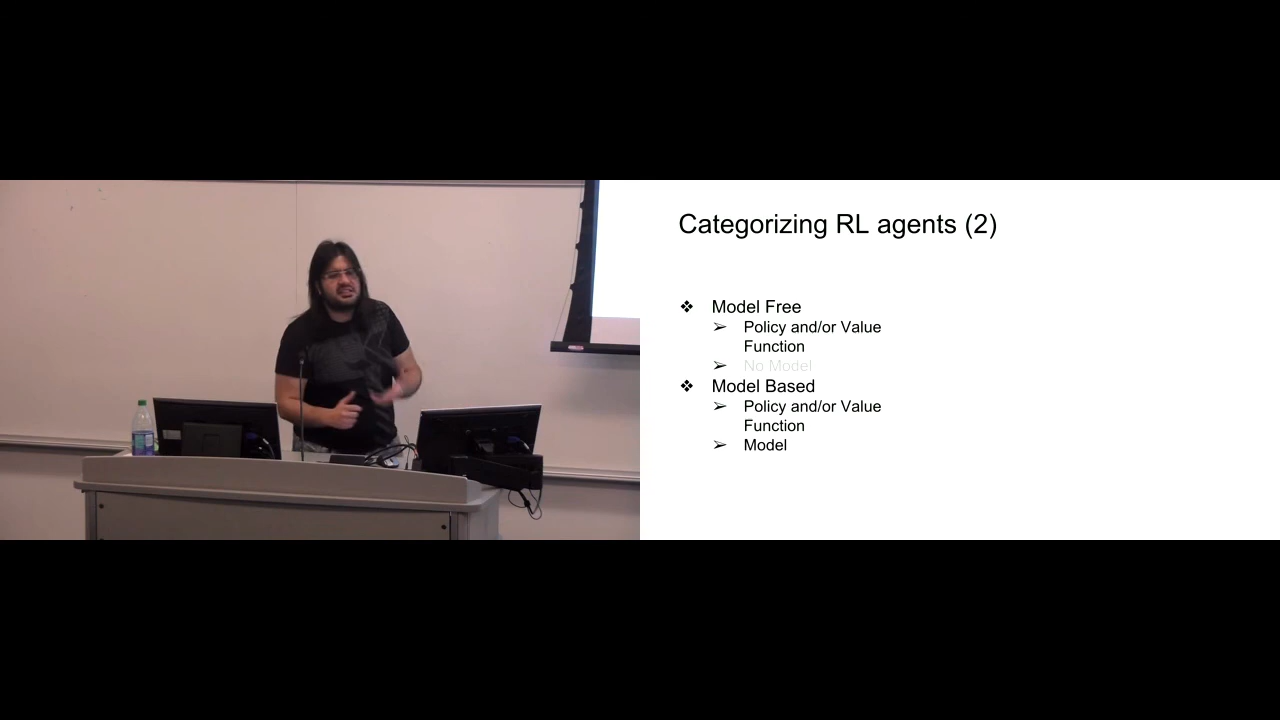 Categorizing RL agents (2)
❖ Model Free
➢ Policy and/or Value
Function
➢ No Model
❖ Model Based
➢ Policy and/or Value
Function
➢ Model